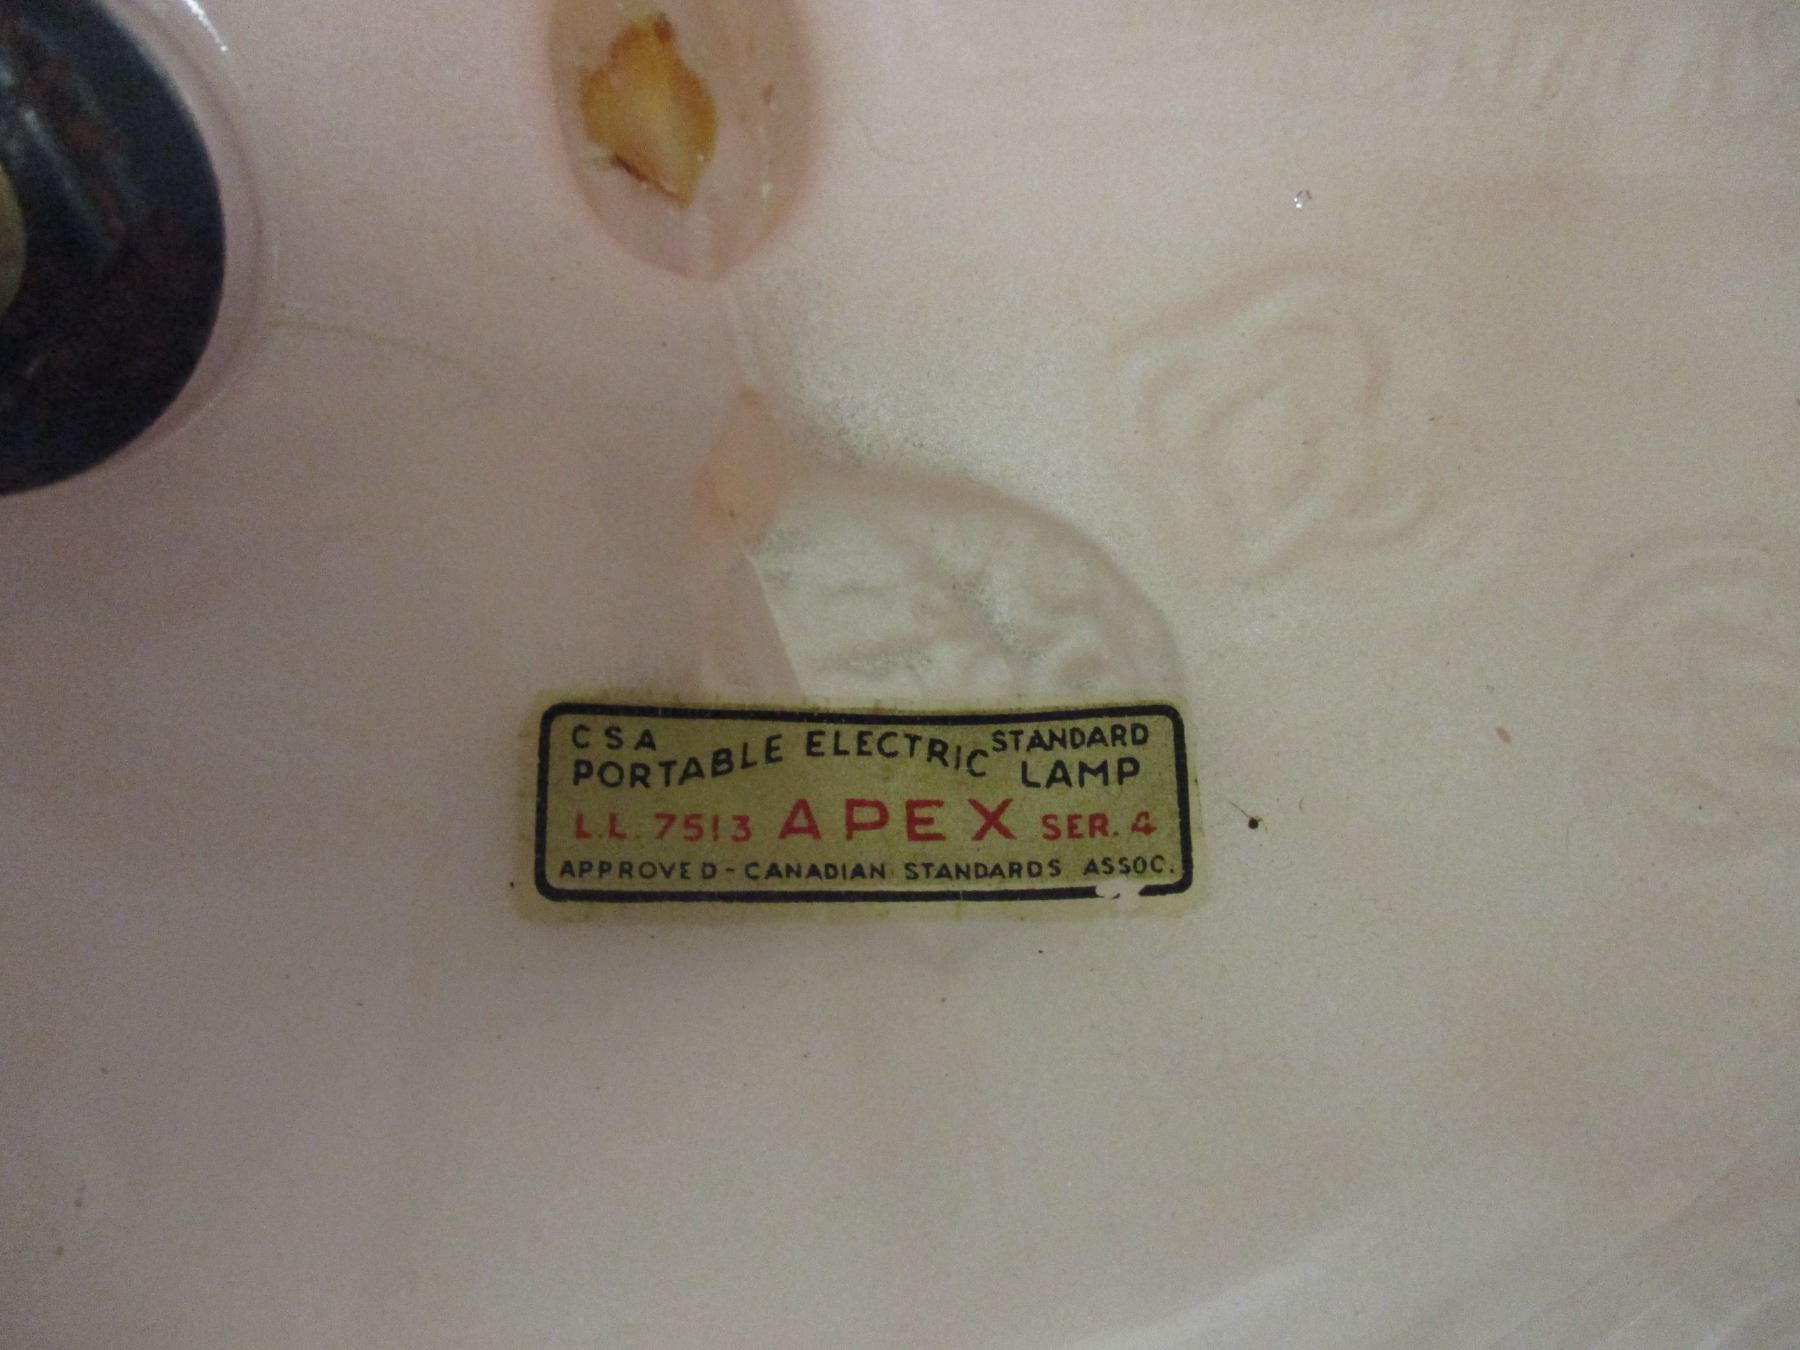 CSA STANDARD
PORTABLE ELECTRIC LAMP
L.L. 7513 APEX SER. 4
APPROVED - CANADIAN STANDARDS ASSOC.